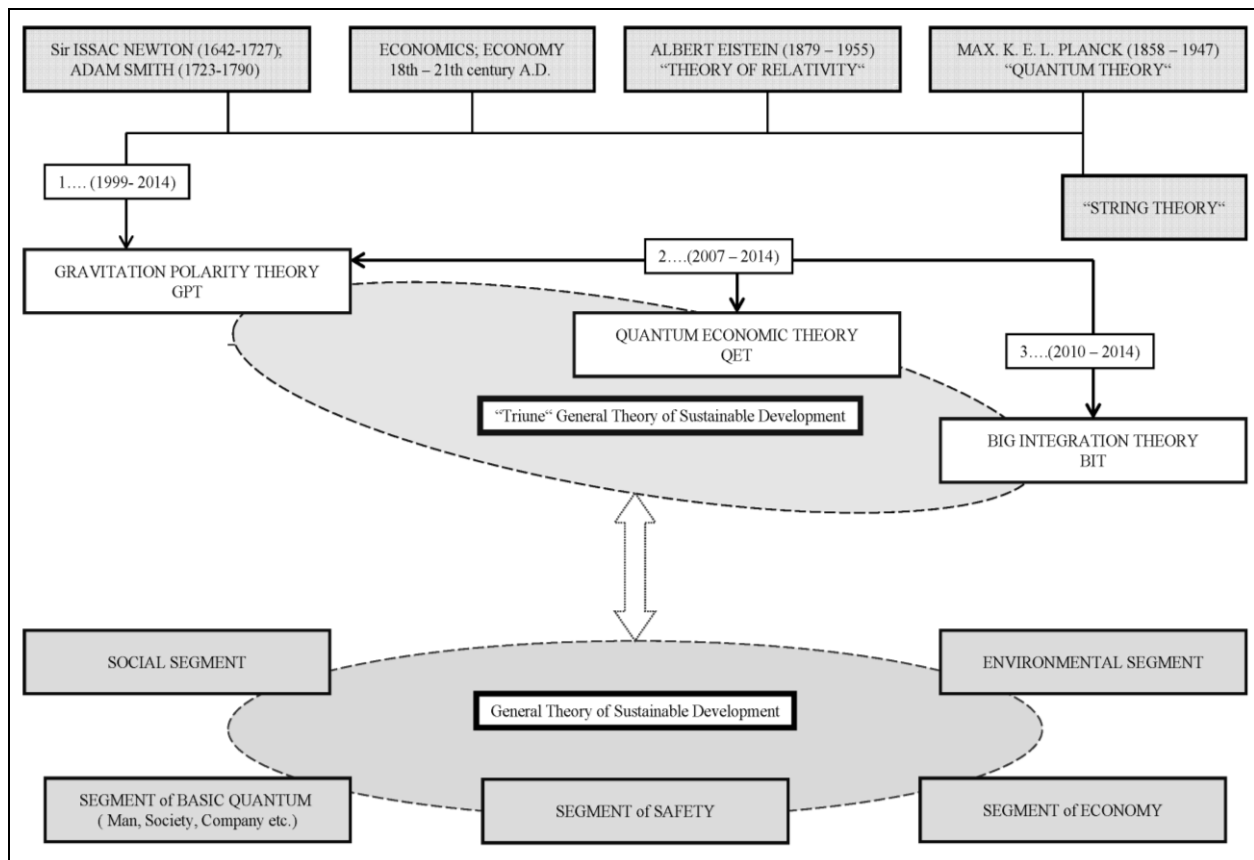 Sir ISSAC NEWTON (1642-1727);
ADAM SMITH (1723-1790)
ECONOMICS; ECONOMY
18th – 21th century A.D.
ALBERT EISTEIN (1879 – 1955)
“THEORY OF RELATIVITY“
MAX. K. E. L. PLANCK (1858 – 1947)
“QUANTUM THEORY“
1…. (1999- 2014)
“STRING THEORY“
GRAVITATION POLARITY THEORY
GPT
2….(2007 – 2014)
QUANTUM ECONOMIC THEORY
QET
3….(2010 – 2014)
“Triune“ General Theory of Sustainable Development
BIG INTEGRATION THEORY
BIT
SOCIAL SEGMENT
ENVIRONMENTAL SEGMENT
General Theory of Sustainable Development
SEGMENT of BASIC QUANTUM
( Man, Society, Company etc.)
SEGMENT of SAFETY
SEGMENT of ECONOMY